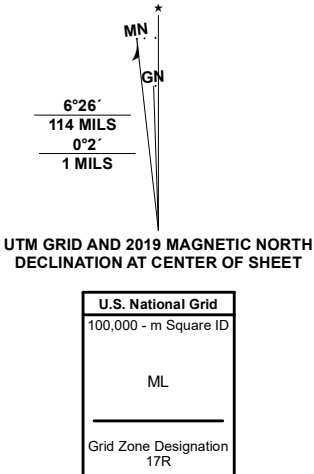 ★
MN
GN
6°26´
114 MILS
0°2´
1 MILS
UTM GRID AND 2019 MAGNETIC NORTH
DECLINATION AT CENTER OF SHEET
U.S. National Grid
100,000 - m Square ID
ML
Grid Zone Designation
17R